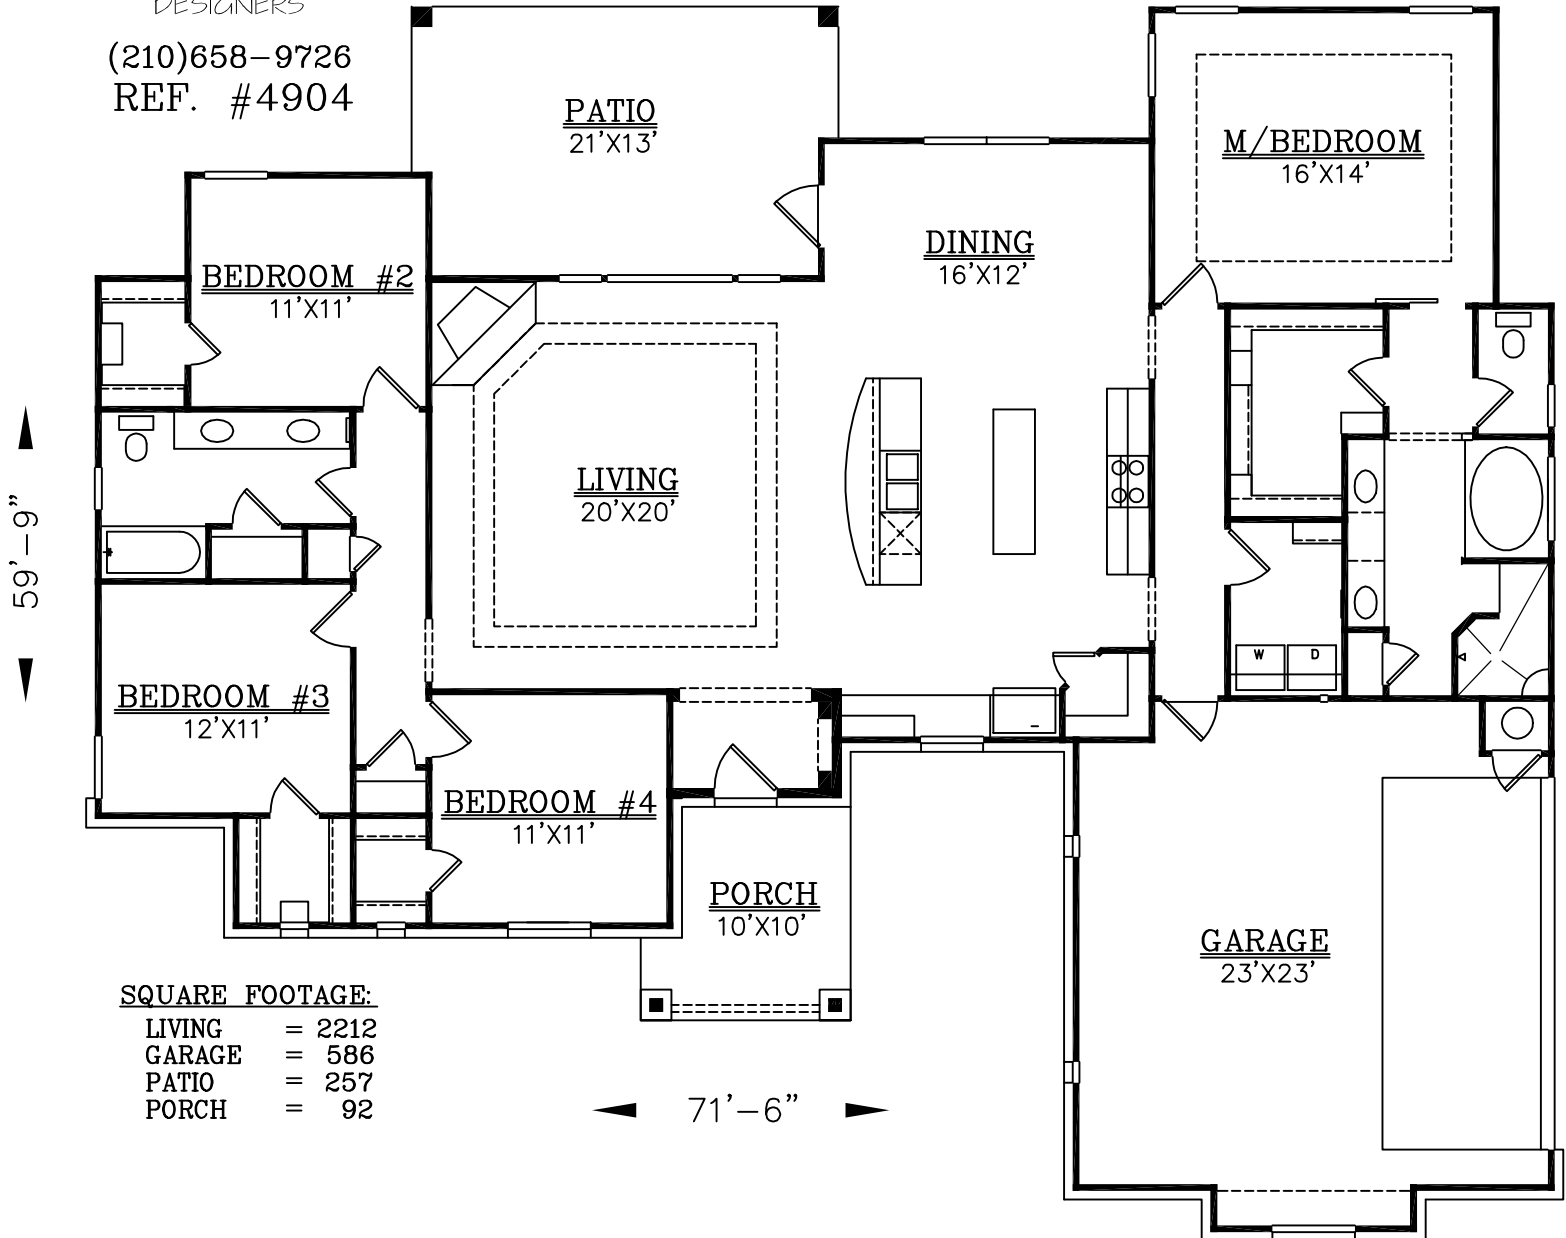 DESIGNERS
(210)658-9726
REF. #4904
PATIO
21'X13'
M/BEDROOM
16'X14'
DINING
16'X12'
BEDROOM #2
11'X11'
LIVING
20'X20'
59'-9"
W D
BEDROOM #3
12'X11'
BEDROOM #4
11'X11'
PORCH
10'X10'
GARAGE
23'X23'
SQUARE FOOTAGE:
LIVING = 2212
GARAGE = 586
PATIO = 257
PORCH = 92
71'-6"